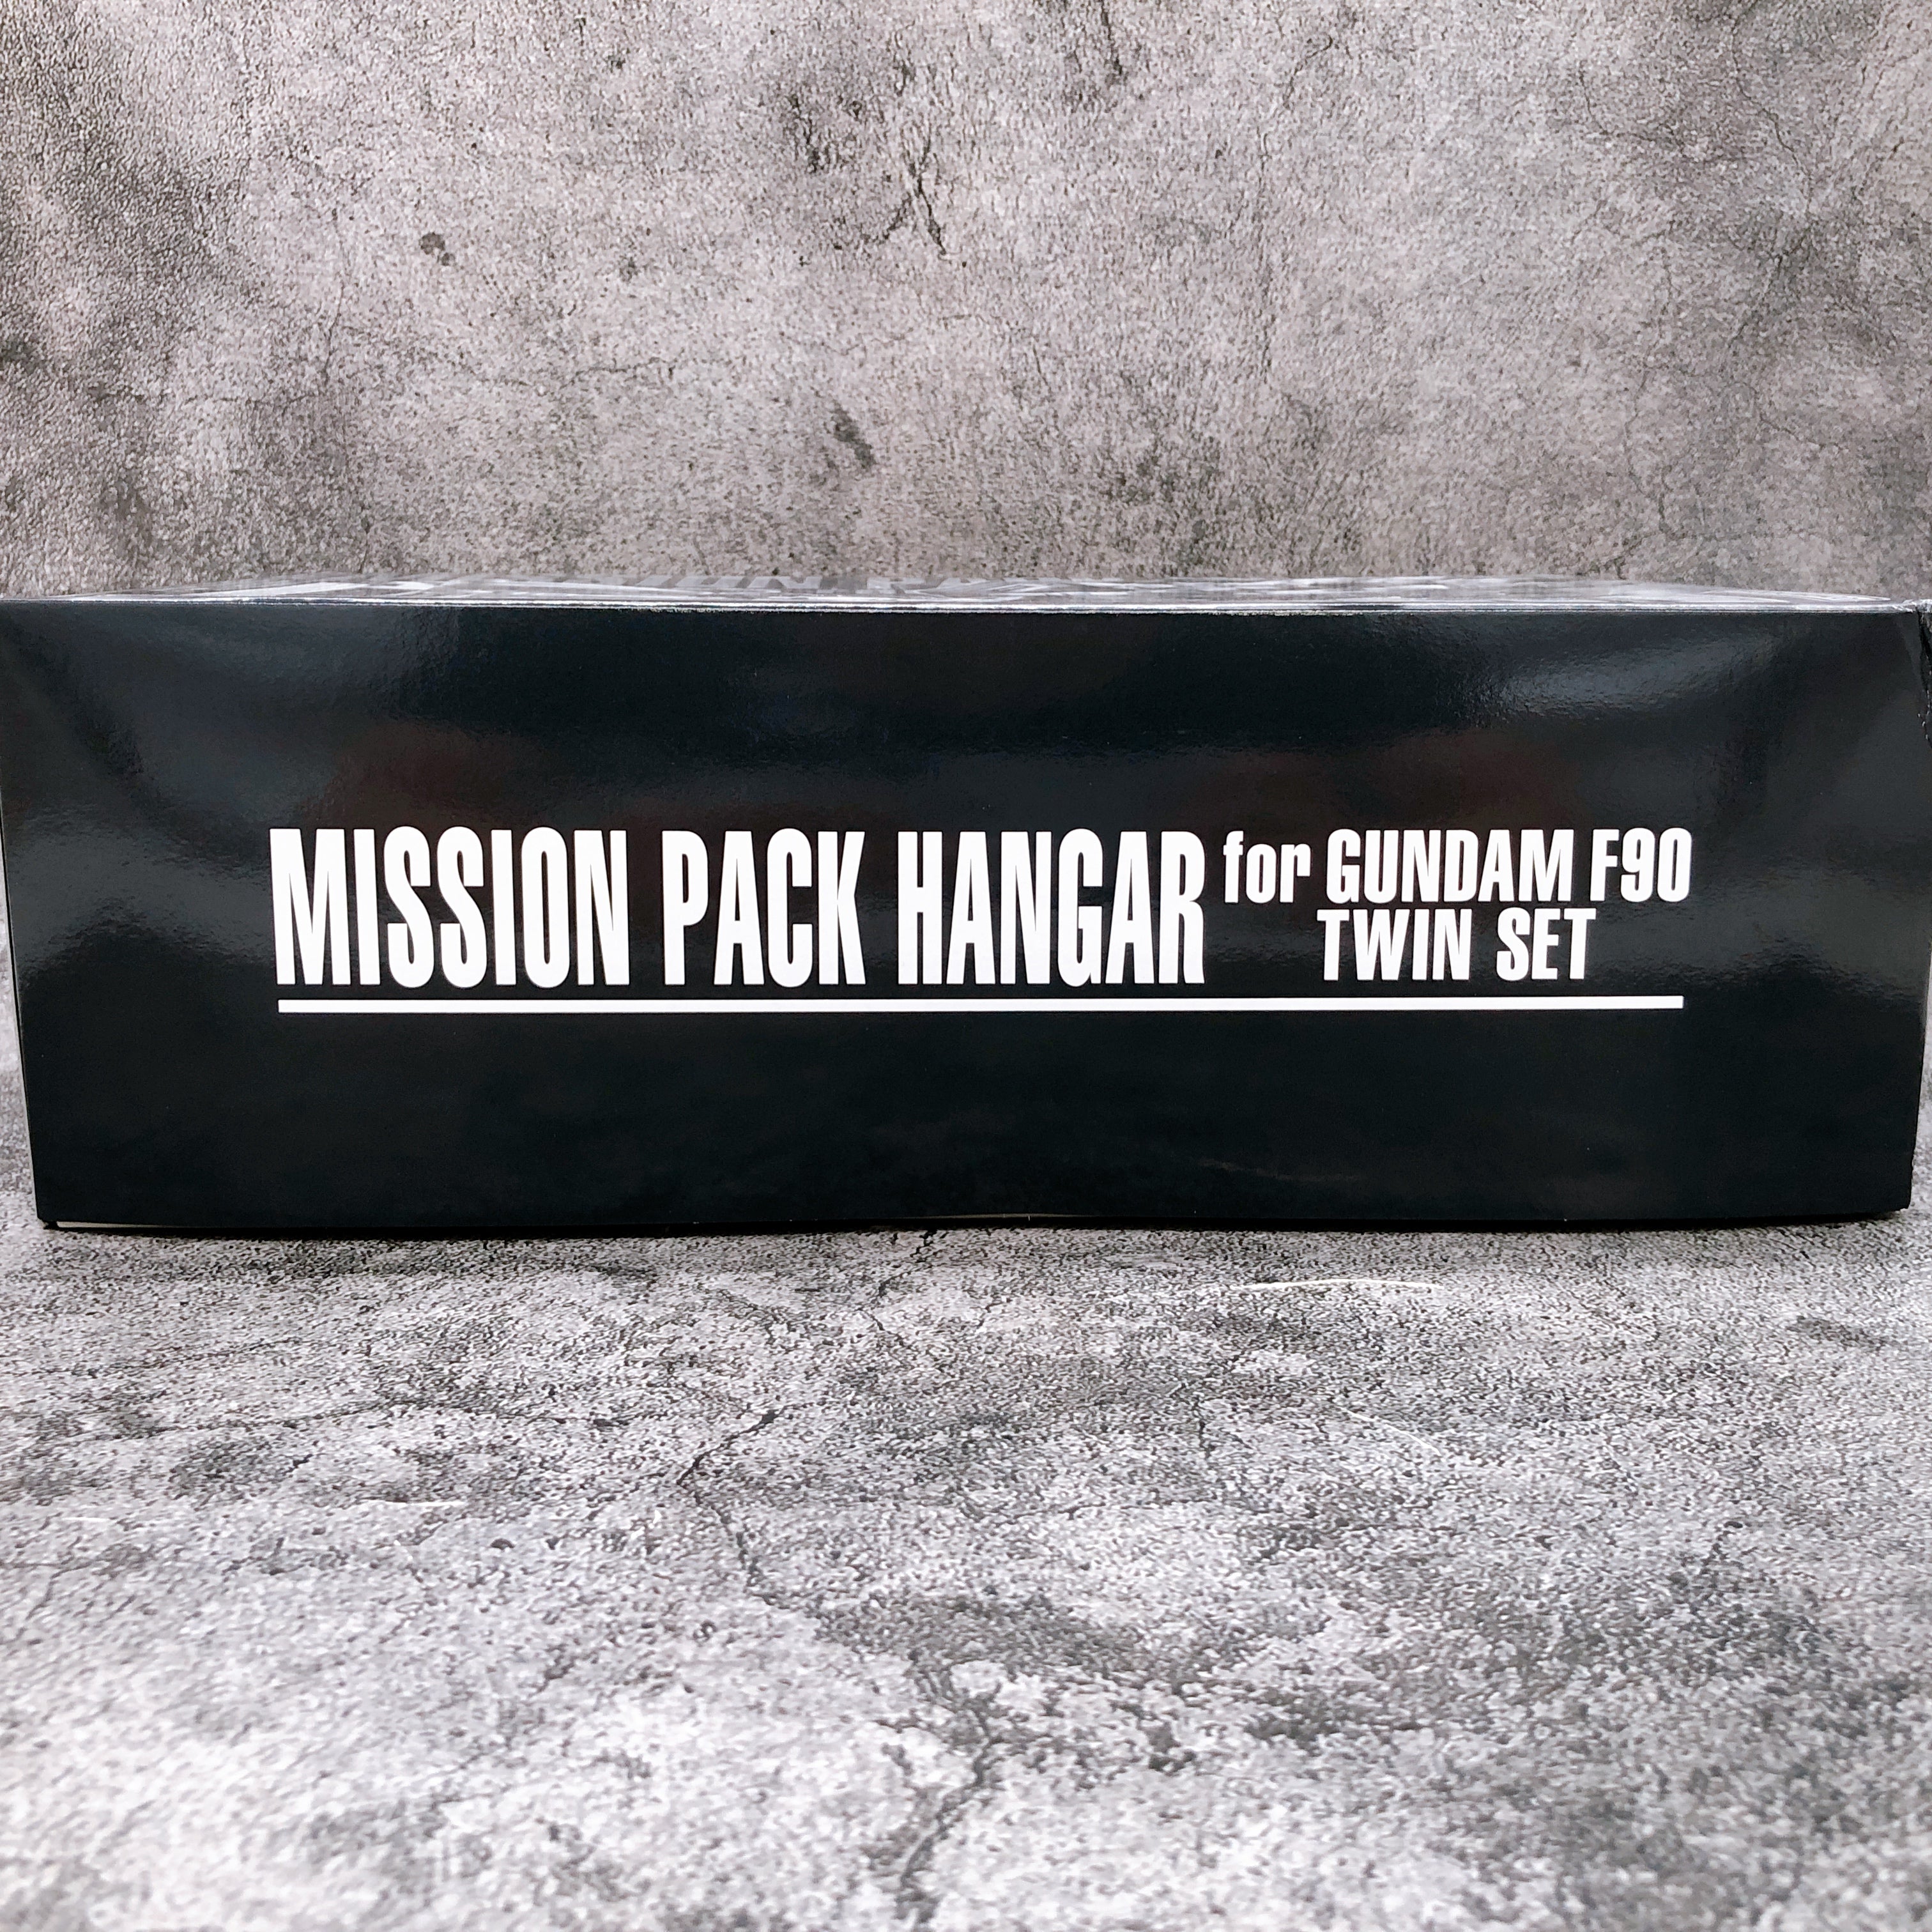 MISSION PACK HANGAR for GUNDAM F90
TWIN SET